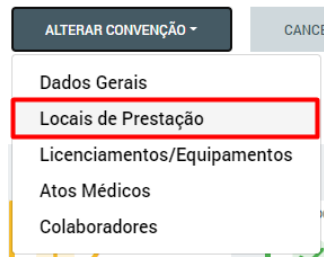 ALTERAR CONVENÇÃO
Dados Gerais
Locais de Prestação
Licenciamentos/Equipamentos
Atos Médicos
Colaboradores